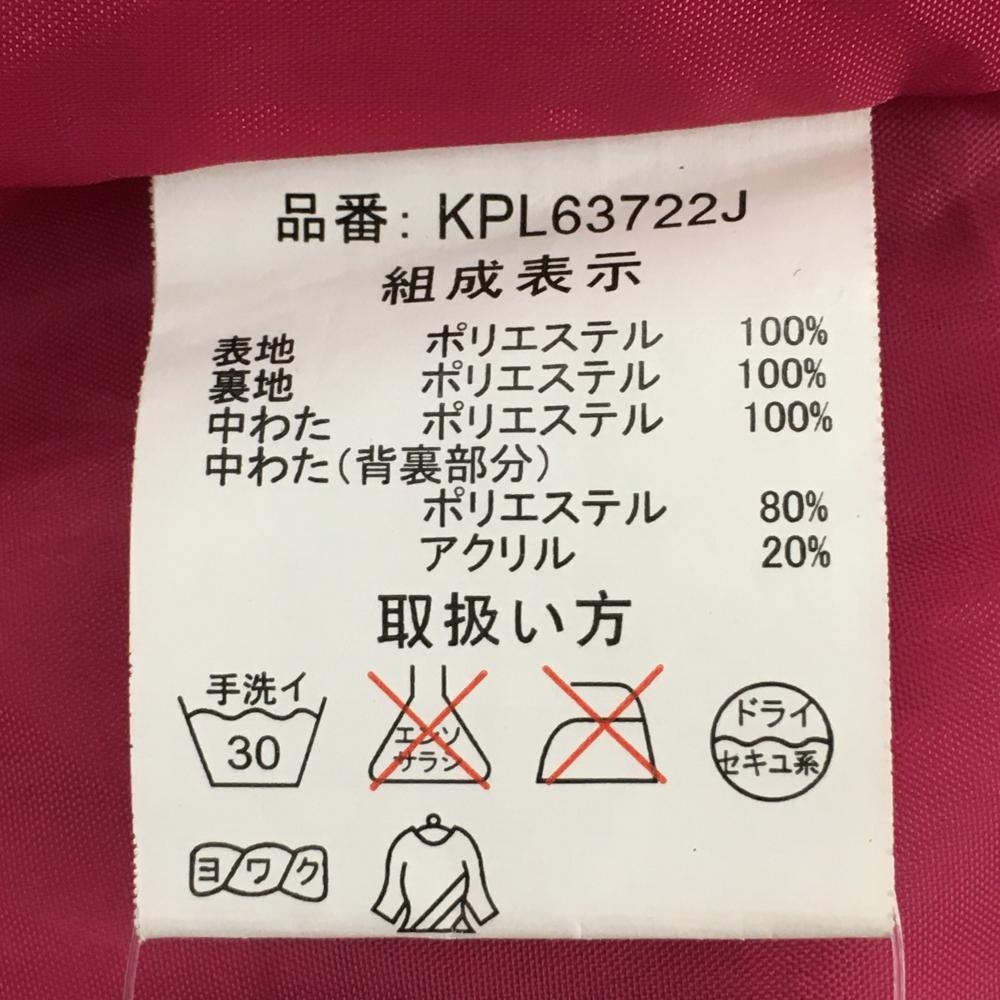 品番: KPL63722J
組成表示
表地 ポリエステル 100%
裏地 ポリエステル 100%
中わた ポリエステル 100%
中わた(背裏部分)
ポリエステル 80%
アクリル 20%
取扱い方
手洗イ
30
エンソ
サラシ
ドライ
セキユ系
ヨワク